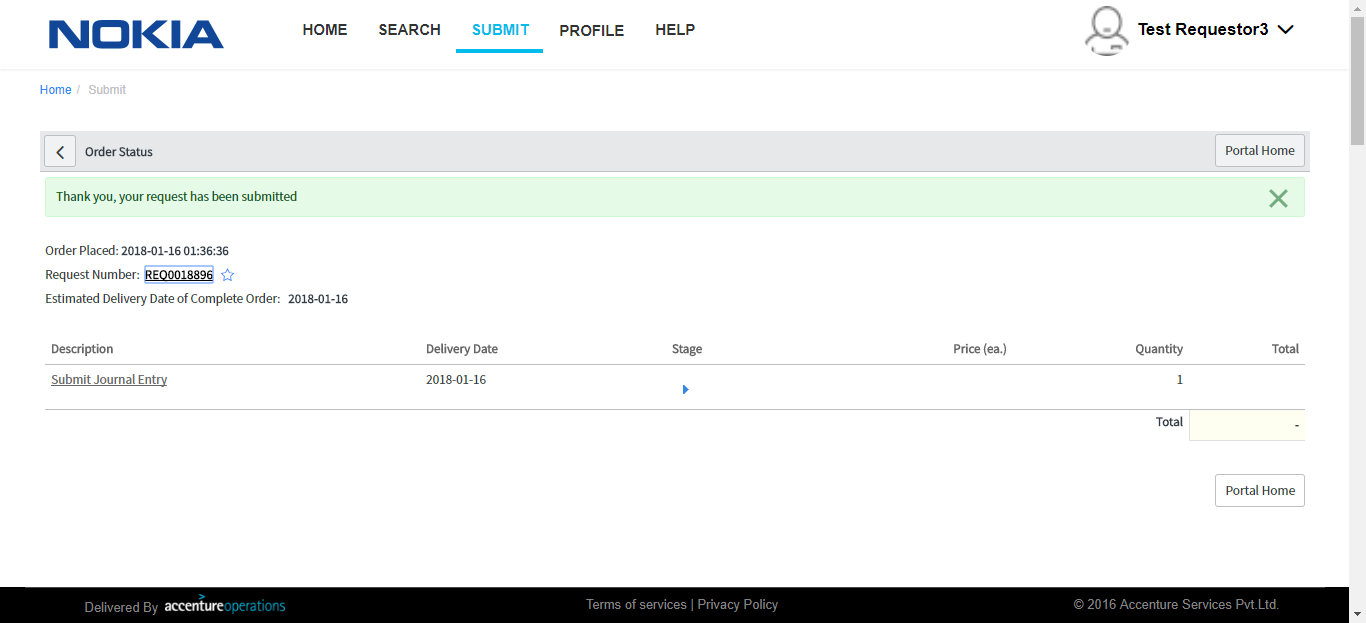 NOKIA HOME SEARCH SUBMIT PROFILE HELP Test Requestor3
Home / Submit
Order Status Portal Home
Thank you, your request has been submitted
Order Placed: 2018-01-16 01:36:36
Request Number: REQ0018896
Estimated Delivery Date of Complete Order: 2018-01-16
Description Delivery Date Stage Price (ea.) Quantity Total
Submit Journal Entry 2018-01-16 1
Total -
Portal Home
Delivered By accentureoperations Terms of services | Privacy Policy © 2016 Accenture Services Pvt.Ltd.